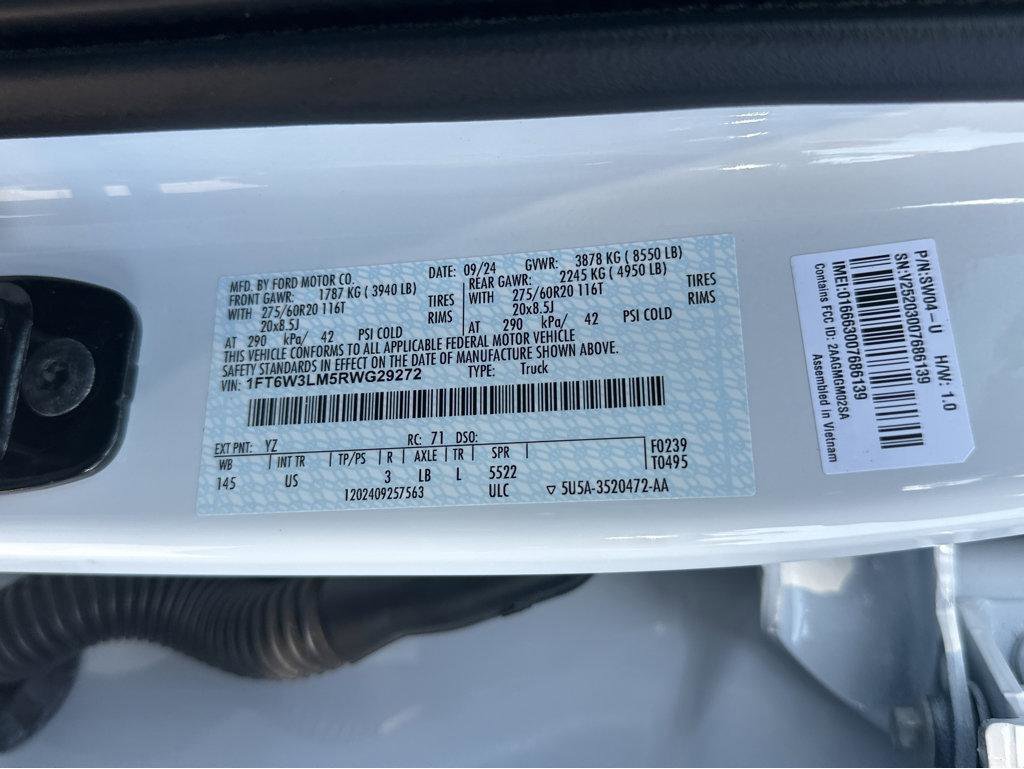 MFD. BY FORD MOTOR CO.
DATE: 09/24 GVWR: 3878 KG ( 8550 LB)
FRONT GAWR: 1787 KG ( 3940 LB) REAR GAWR: 2245 KG ( 4950 LB)
WITH 275/60R20 116T TIRES WITH 275/60R20 116T TIRES
20x8.5J RIMS 20x8.5J RIMS
AT 290 kPa/ 42 PSI COLD AT 290 kPa/ 42 PSI COLD
THIS VEHICLE CONFORMS TO ALL APPLICABLE FEDERAL MOTOR VEHICLE
SAFETY STANDARDS IN EFFECT ON THE DATE OF MANUFACTURE SHOWN ABOVE.
VIN: 1FT6W3LM5RWG29272 TYPE: Truck
EXT PNT: YZ RC: 71 DSO: F0239
WB INT TR TP/PS R AXLE TR SPR T0495
145 US 3 LB L 5522
1202409257563 ULC 5U5A-3520472-AA
P/N:SW04-U H/W: 1.0
SN:V25203007686139
IMEI:016663007686139
Contains FCC ID: 2AAGMGM02SA
Assembled in Vietnam